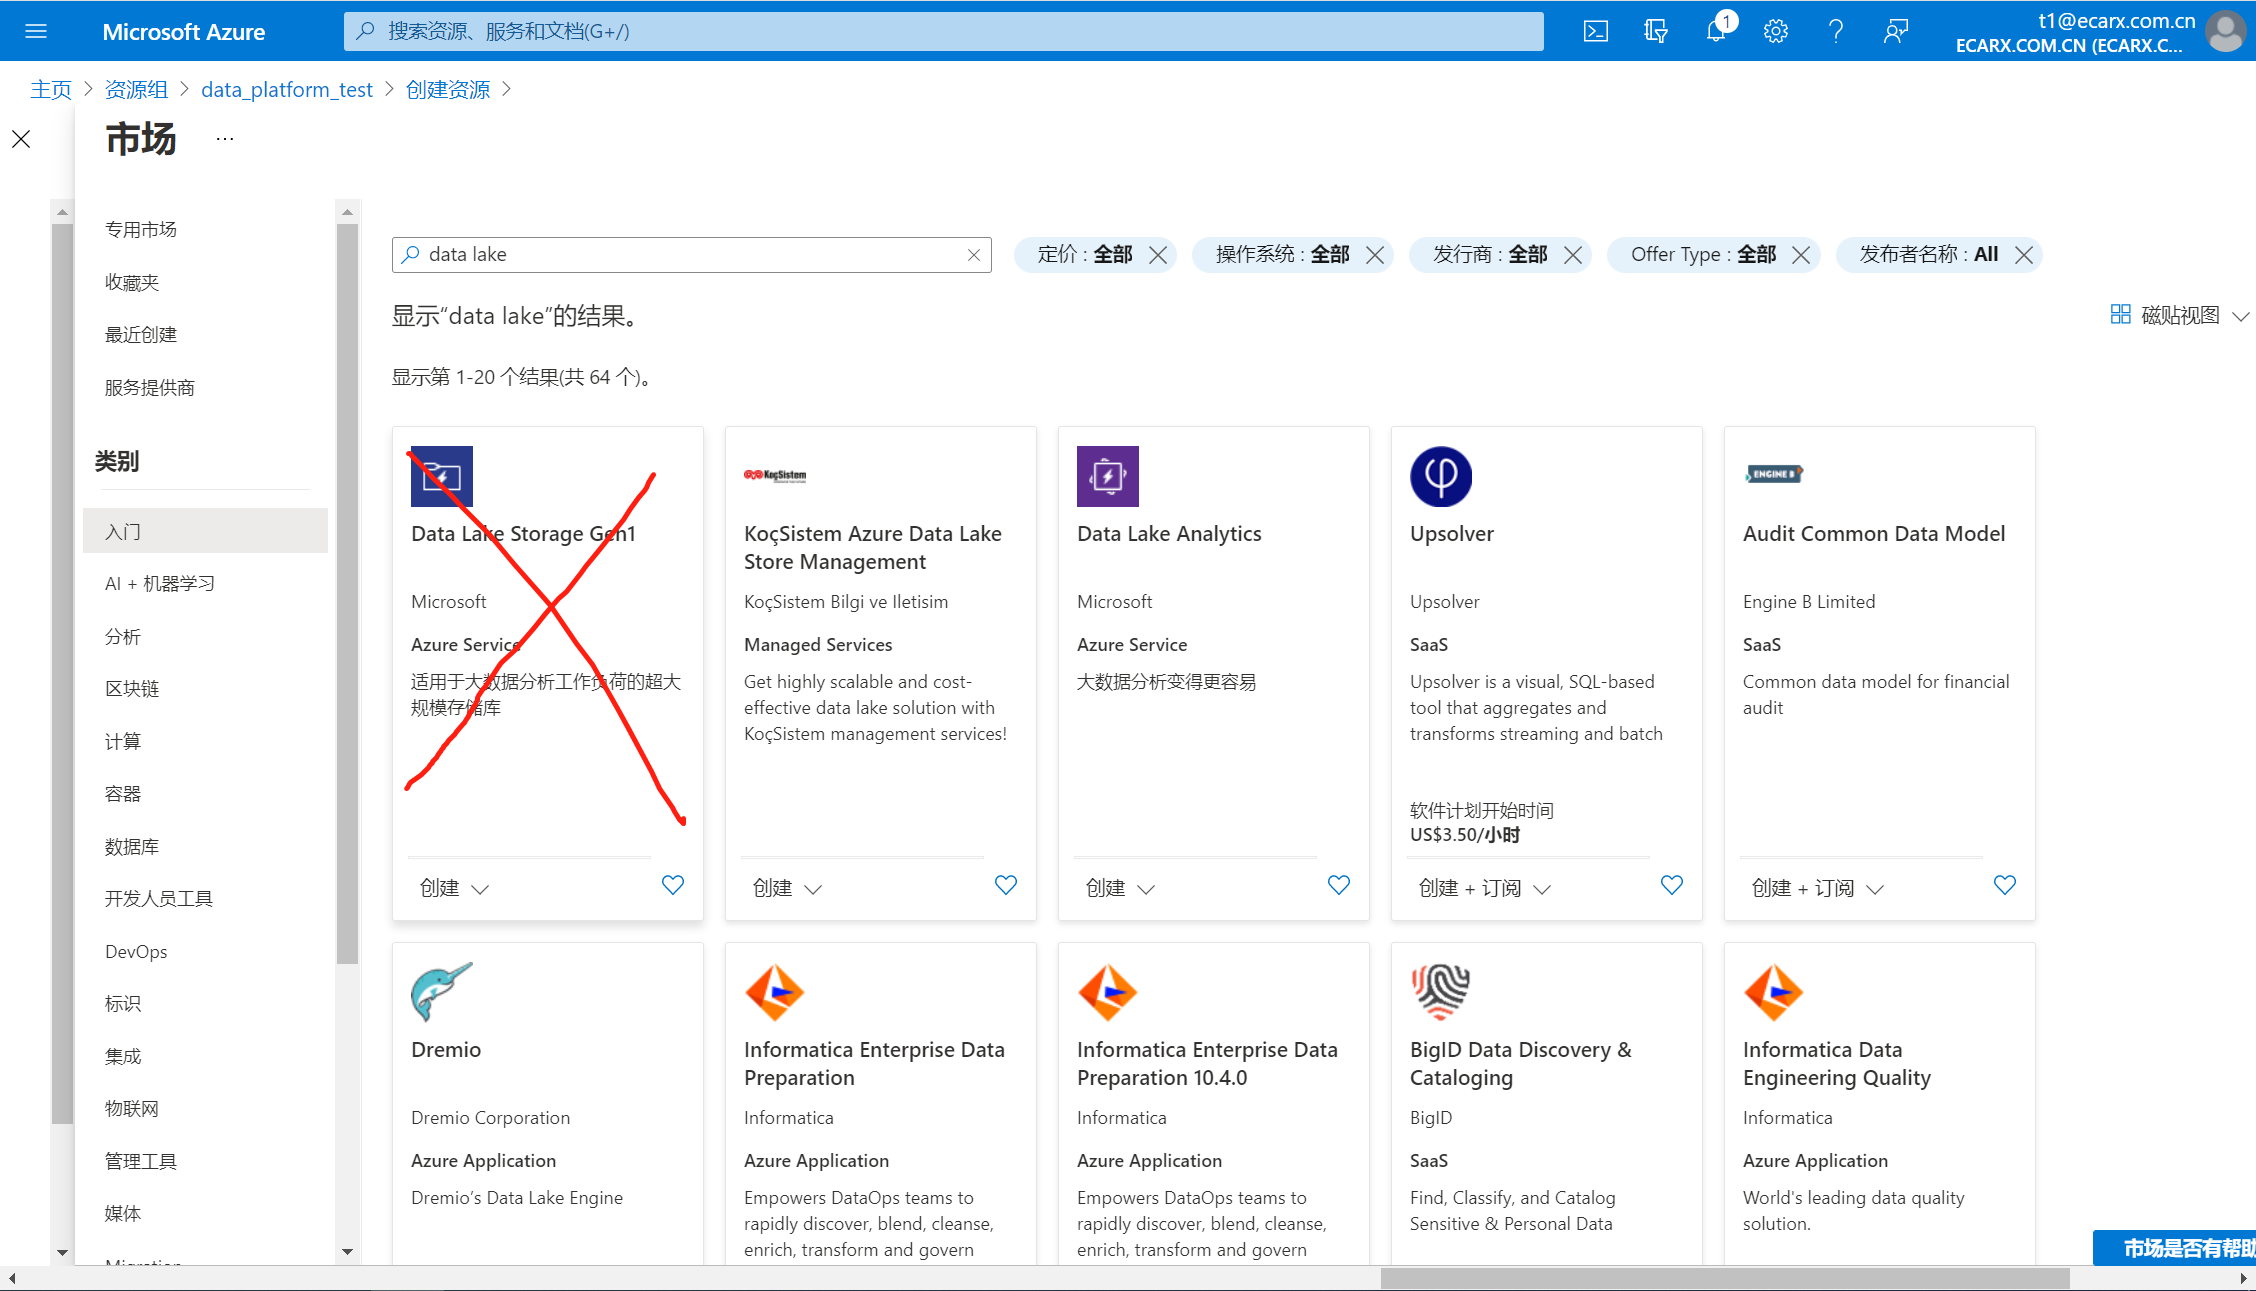 Microsoft Azure
搜索资源、服务和文档(G+/)
1
t1@ecarx.com.cn
ECARX.COM.CN (ECARX.C...
主页 > 资源组 > data_platform_test > 创建资源 >
市场 ...
专用市场
收藏夹
最近创建
服务提供商
类别
入门
AI + 机器学习
分析
区块链
计算
容器
数据库
开发人员工具
DevOps
标识
集成
物联网
管理工具
媒体
Migration
data lake
定价 : 全部
操作系统 : 全部
发行商 : 全部
Offer Type : 全部
发布者名称 : All
显示“data lake”的结果。
磁贴视图
显示第 1-20 个结果(共 64 个)。
Data Lake Storage Gen1
Microsoft
Azure Service
适用于大数据分析工作负荷的超大
规模存储库
创建
KoçSistem
KoçSistem Azure Data Lake
Store Management
KoçSistem Bilgi ve Iletisim
Managed Services
Get highly scalable and cost-
effective data lake solution with
KoçSistem management services!
创建
Data Lake Analytics
Microsoft
Azure Service
大数据分析变得更容易
创建
Upsolver
Upsolver
SaaS
Upsolver is a visual, SQL-based
tool that aggregates and
transforms streaming and batch
软件计划开始时间
US$3.50/小时
创建 + 订阅
ENGINE B
Audit Common Data Model
Engine B Limited
SaaS
Common data model for financial
audit
创建 + 订阅
Dremio
Dremio Corporation
Azure Application
Dremio’s Data Lake Engine
Informatica Enterprise Data
Preparation
Informatica
Azure Application
Empowers DataOps teams to
rapidly discover, blend, cleanse,
enrich, transform and govern
Informatica Enterprise Data
Preparation 10.4.0
Informatica
Azure Application
Empowers DataOps teams to
rapidly discover, blend, cleanse,
enrich, transform and govern
BigID Data Discovery &
Cataloging
BigID
SaaS
Find, Classify, and Catalog
Sensitive & Personal Data
Informatica Data
Engineering Quality
Informatica
Azure Application
World's leading data quality
solution.
市场是否有帮助